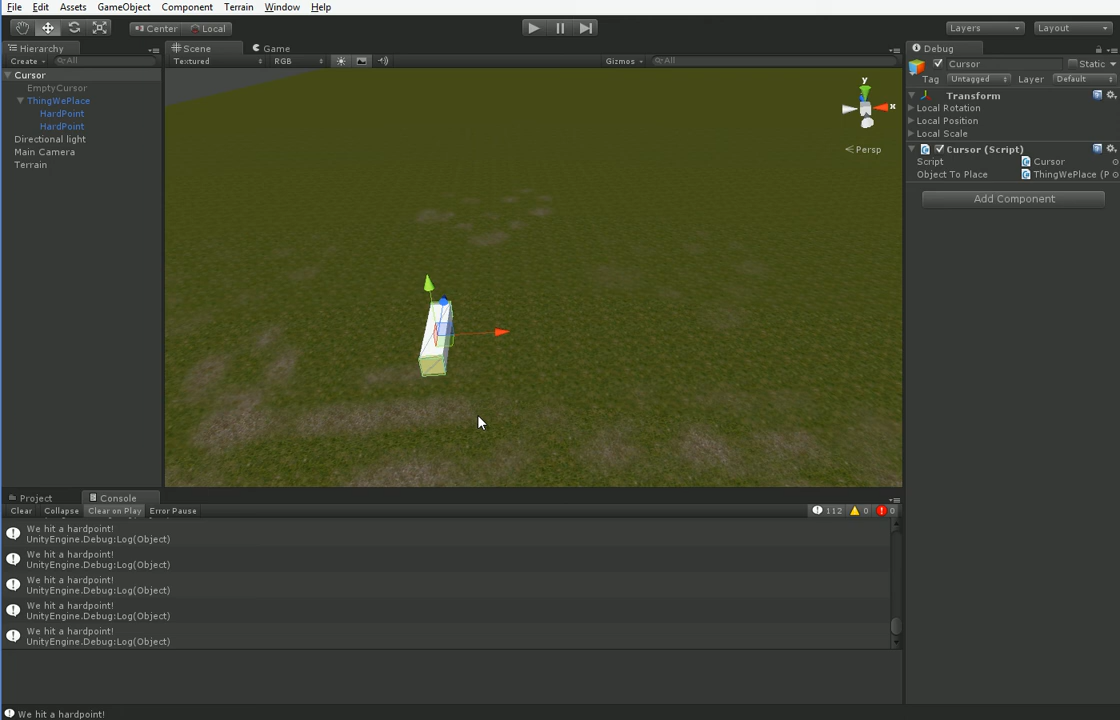 File Edit Assets GameObject Component Terrain Window Help
Center Local Layers Layout
Hierarchy Scene Game Debug
Create All Textured RGB Gizmos All
Cursor Cursor Static
EmptyCursor Tag Untagged Layer Default
ThingWePlace Transform
HardPoint Local Rotation
HardPoint Local Position
Directional light Local Scale
Main Camera Cursor (Script)
Terrain Script Cursor
Object To Place ThingWePlace (P
Add Component
y
x
Persp
Project Console
Clear Collapse Clear on Play Error Pause 112 0 0
We hit a hardpoint!
UnityEngine.Debug:Log(Object)
We hit a hardpoint!
UnityEngine.Debug:Log(Object)
We hit a hardpoint!
UnityEngine.Debug:Log(Object)
We hit a hardpoint!
UnityEngine.Debug:Log(Object)
We hit a hardpoint!
UnityEngine.Debug:Log(Object)
We hit a hardpoint!